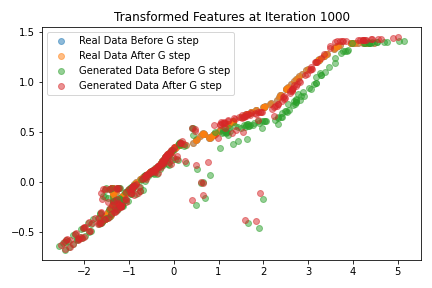 Transformed Features at Iteration 1000
Real Data Before G step
Real Data After G step
Generated Data Before G step
Generated Data After G step
1.5
1.0
0.5
0.0
−0.5
−2 −1 0 1 2 3 4 5